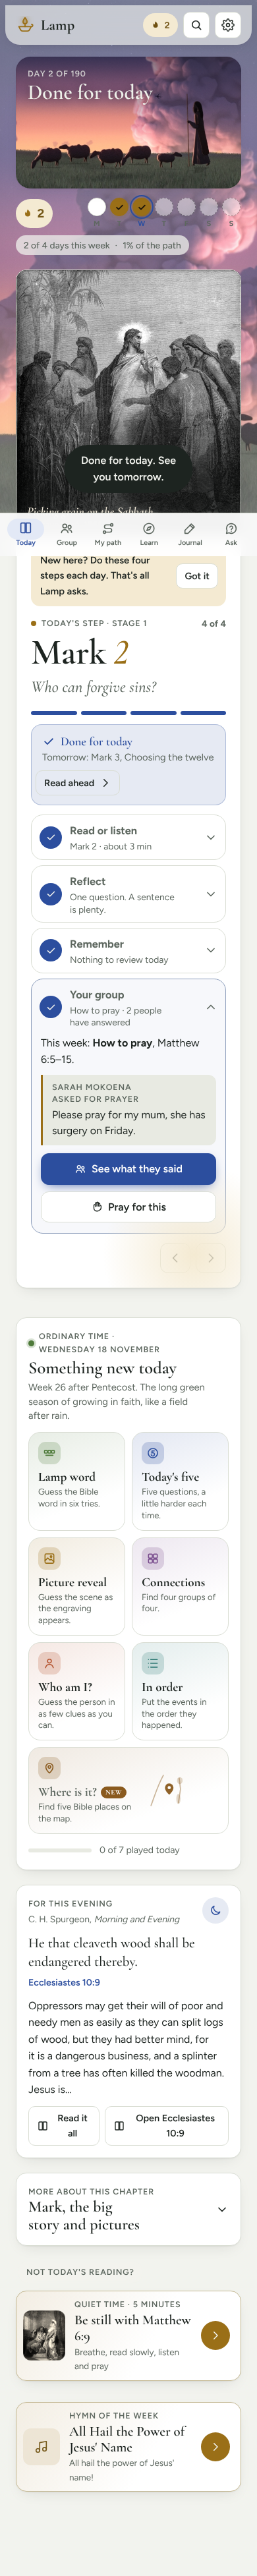 Lamp
2
DAY 2 OF 190
Done for today
2
M
W
S
2 of 4 days this week · 1% of the path
Done for today. See
you tomorrow.
Picking grain on the Sabbath
Today
Group
My path
Learn
Journal
Ask
New here? Do these four
steps each day. That's all
Lamp asks.
Got it
TODAY'S STEP · STAGE 1
4 of 4
Mark 2
Who can forgive sins?
Done for today
Tomorrow: Mark 3, Choosing the twelve
Read ahead
Read or listen
Mark 2 · about 3 min
Reflect
One question. A sentence
is plenty.
Remember
Nothing to review today
Your group
How to pray · 2 people
have answered
This week: How to pray, Matthew
6:5–15.
SARAH MOKOENA
ASKED FOR PRAYER
Please pray for my mum, she has
surgery on Friday.
See what they said
Pray for this
ORDINARY TIME ·
WEDNESDAY 18 NOVEMBER
Something new today
Week 26 after Pentecost. The long green
season of growing in faith, like a field
after rain.
Lamp word
Guess the Bible
word in six tries.
Today's five
Five questions, a
little harder each
time.
Picture reveal
Guess the scene as
the engraving
appears.
Connections
Find four groups of
four.
Who am I?
Guess the person in
as few clues as you
can.
In order
Put the events in
the order they
happened.
Where is it? NEW
Find five Bible places on
the map.
0 of 7 played today
FOR THIS EVENING
C. H. Spurgeon, Morning and Evening
He that cleaveth wood shall be
endangered thereby.
Ecclesiastes 10:9
Oppressors may get their will of poor and
needy men as easily as they can split logs
of wood, but they had better mind, for
it is a dangerous business, and a splinter
from a tree has often killed the woodman.
Jesus is...
Read it
all
Open Ecclesiastes
10:9
MORE ABOUT THIS CHAPTER
Mark, the big
story and pictures
NOT TODAY'S READING?
QUIET TIME · 5 MINUTES
Be still with Matthew
6:9
Breathe, read slowly, listen
and pray
HYMN OF THE WEEK
All Hail the Power of
Jesus' Name
All hail the power of Jesus'
name!